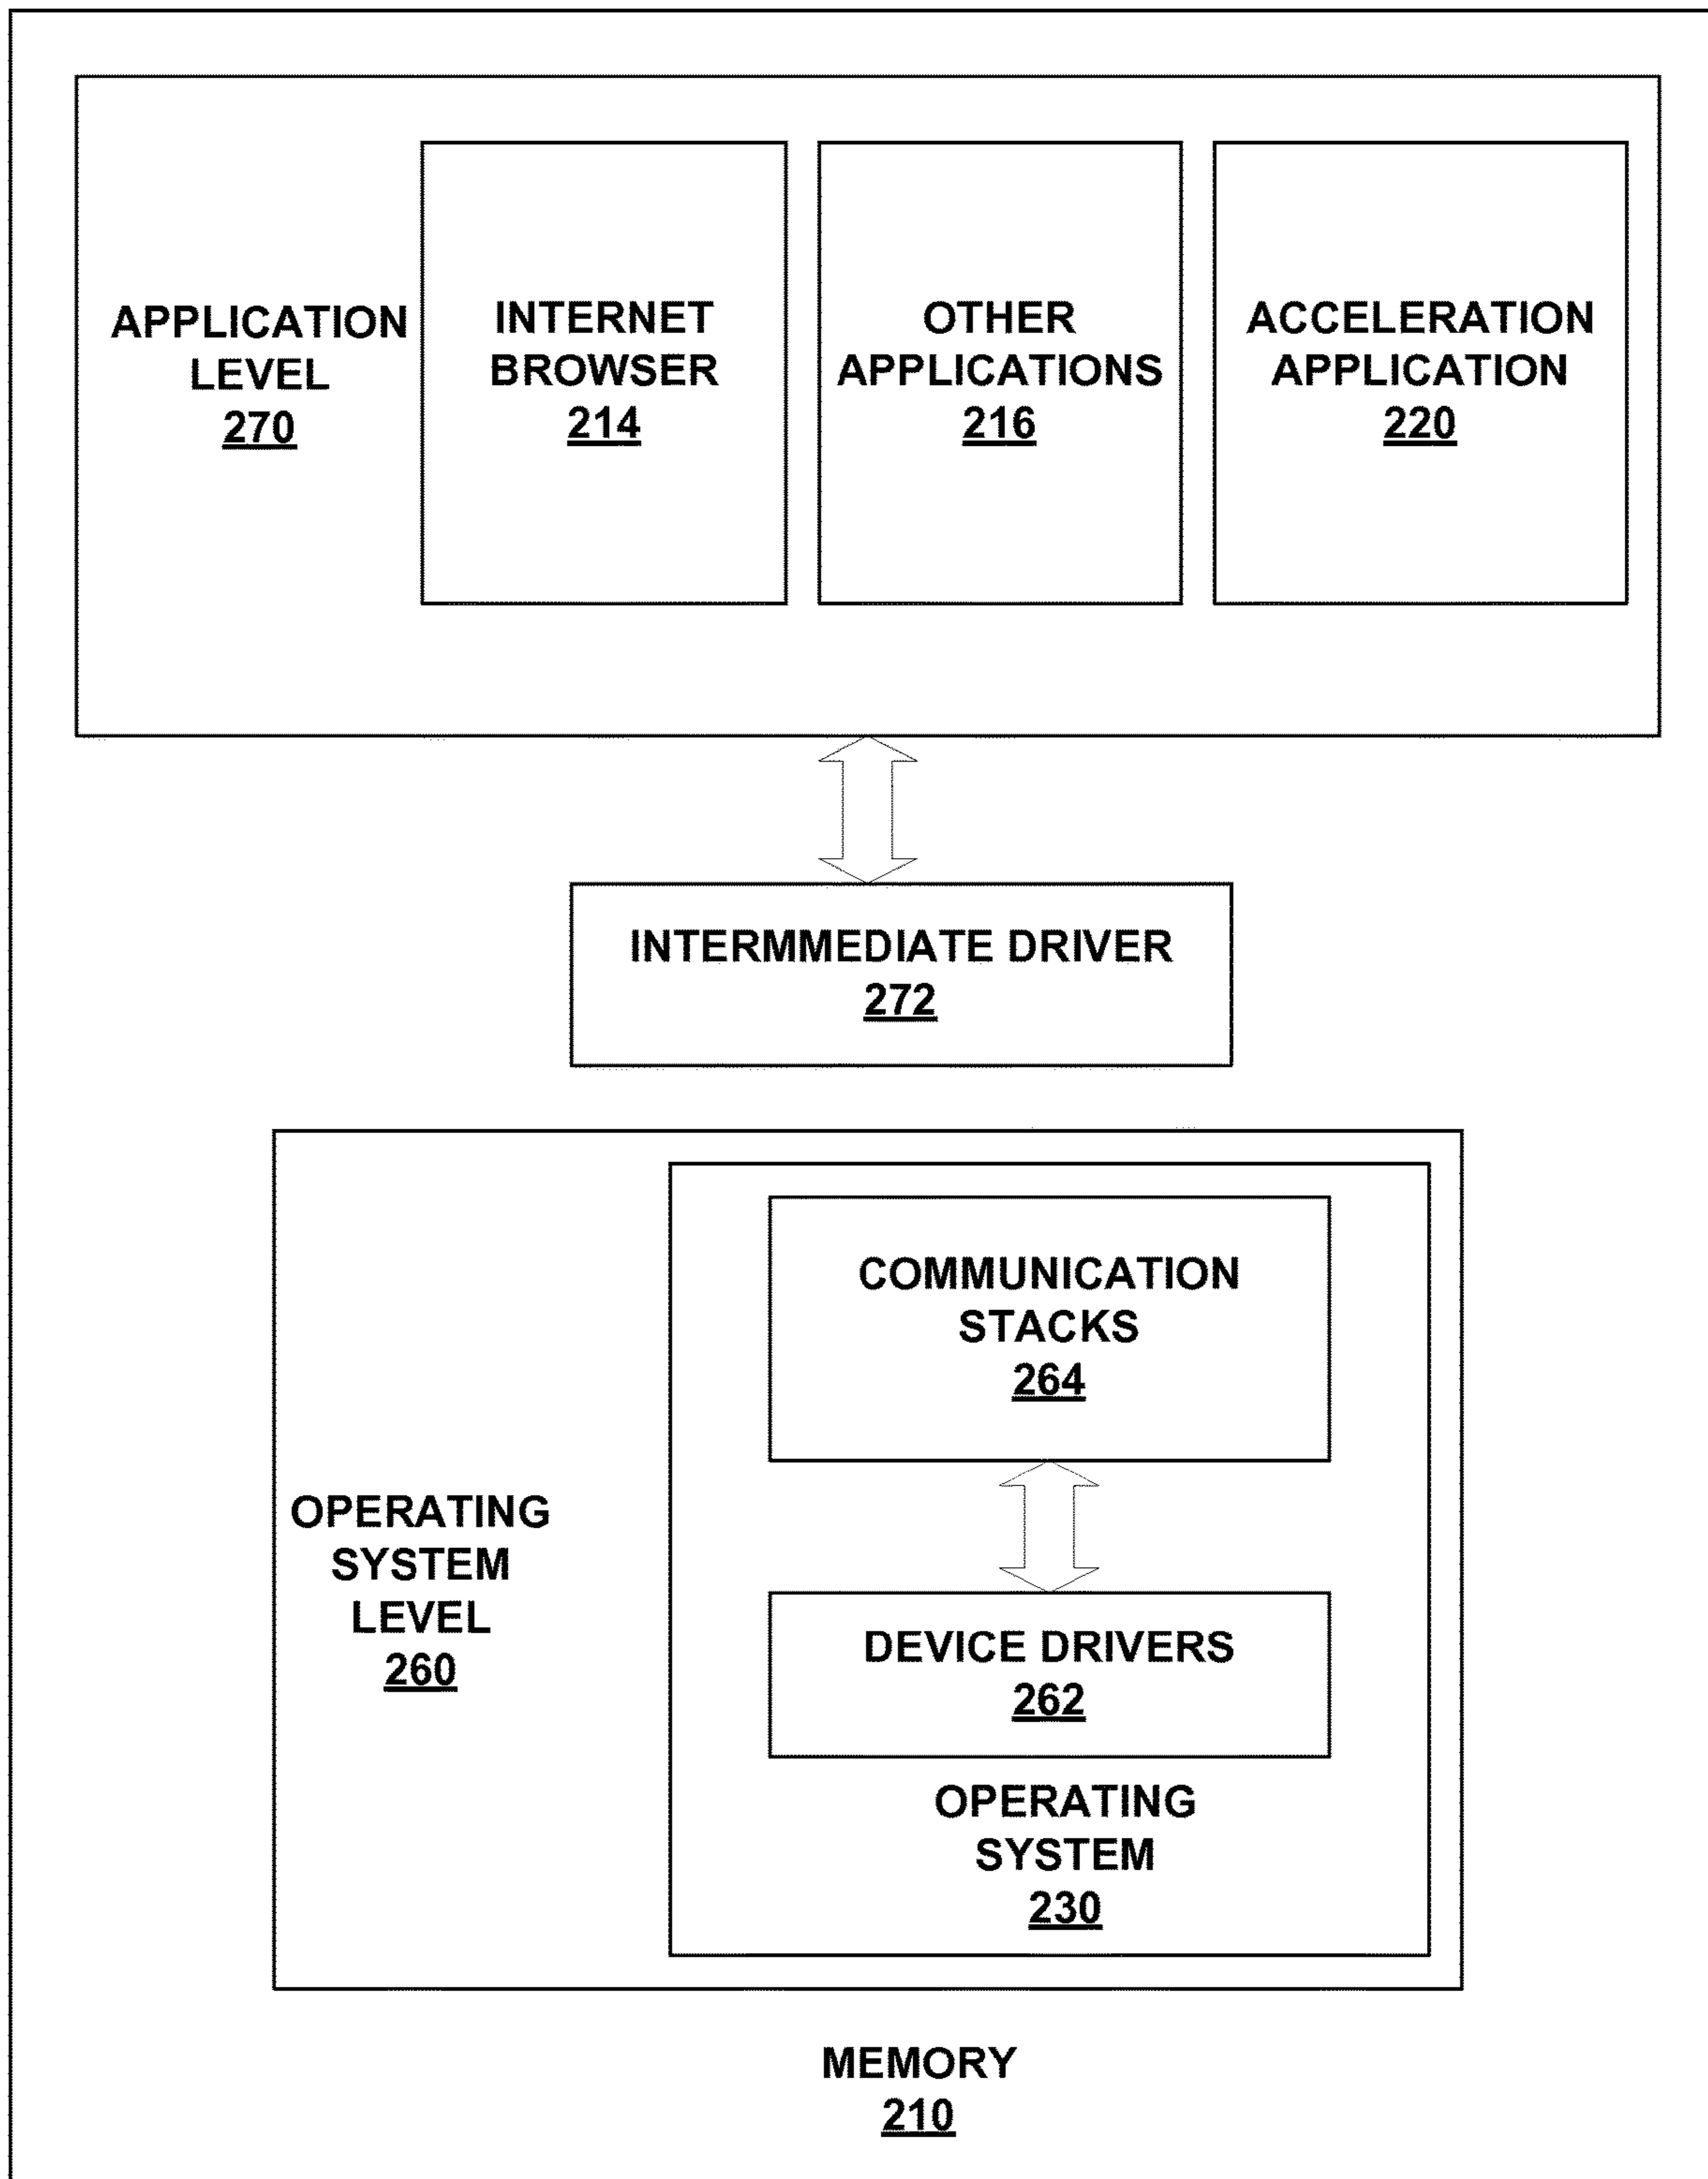 APPLICATION
LEVEL
270
INTERNET
BROWSER
214
OTHER
APPLICATIONS
216
ACCELERATION
APPLICATION
220
INTERMMEDIATE DRIVER
272
COMMUNICATION
STACKS
264
OPERATING
SYSTEM
LEVEL
260
DEVICE DRIVERS
262
OPERATING
SYSTEM
230
MEMORY
210